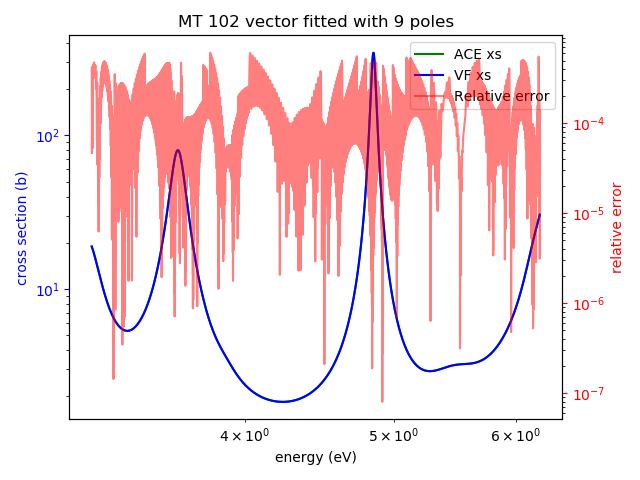 MT 102 vector fitted with 9 poles
ACE xs
VF xs
Relative error
10²
10¹
cross section (b)
10⁻⁴
10⁻⁵
10⁻⁶
10⁻⁷
relative error
4 × 10⁰
5 × 10⁰
6 × 10⁰
energy (eV)